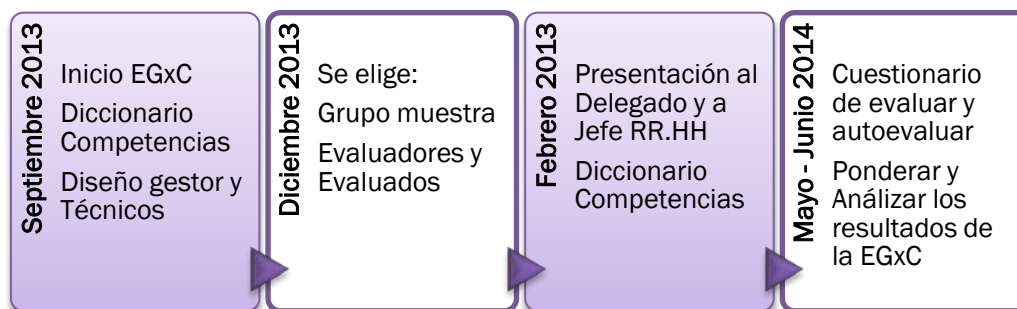 Septiembre 2013
Inicio EGxC
Diccionario
Competencias
Diseño gestor y
Técnicos
Diciembre 2013
Se elige:
Grupo muestra
Evaluadores y
Evaluados
Febrero 2013
Presentación al
Delegado y a
Jefe RR.HH
Diccionario
Competencias
Mayo - Junio 2014
Cuestionario
de evaluar y
autoevaluar
Ponderar y
Análizar los
resultados de
la EGxC